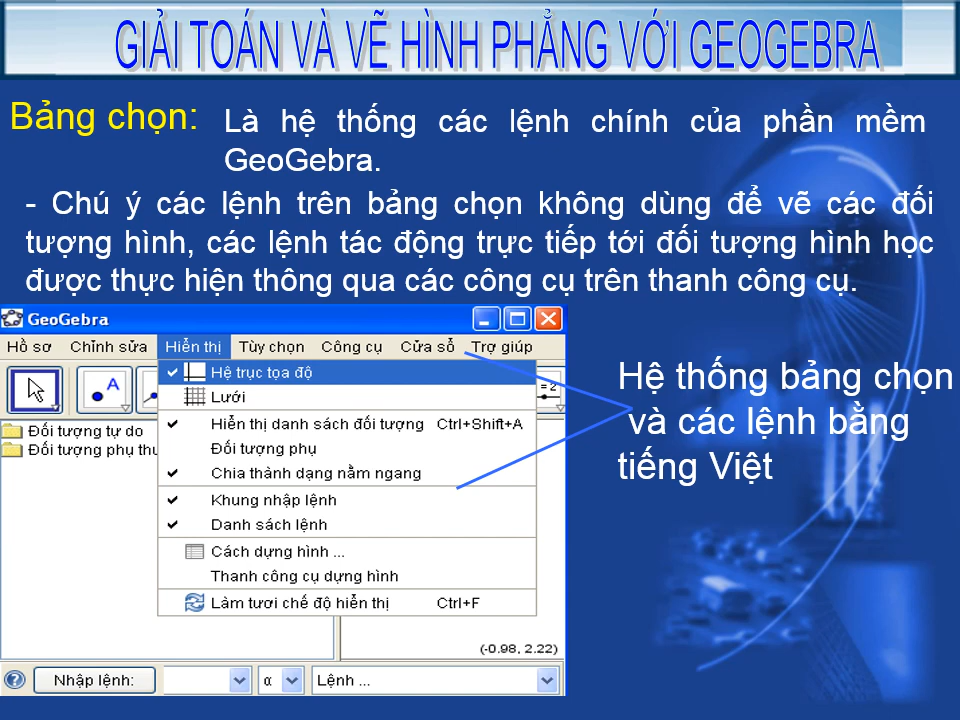 GIẢI TOÁN VÀ VẼ HÌNH PHẲNG VỚI GEOGEBRA
Bảng chọn:
Là hệ thống các lệnh chính của phần mềm
GeoGebra.
- Chú ý các lệnh trên bảng chọn không dùng để vẽ các đối
tượng hình, các lệnh tác động trực tiếp tới đối tượng hình học
được thực hiện thông qua các công cụ trên thanh công cụ.
GeoGebra
Hồ sơ Chỉnh sửa Hiển thị Tùy chọn Công cụ Cửa sổ Trợ giúp
A
=2
Hệ trục tọa độ
Lưới
Hiển thị danh sách đối tượng Ctrl+Shift+A
Đối tượng phụ
Chia thành dạng nằm ngang
Khung nhập lệnh
Danh sách lệnh
Cách dựng hình ...
Thanh công cụ dựng hình
Làm tươi chế độ hiển thị Ctrl+F
Đối tượng tự do
Đối tượng phụ thu
(-0.98, 2.22)
Nhập lệnh: α Lệnh ...
Hệ thống bảng chọn
và các lệnh bằng
tiếng Việt